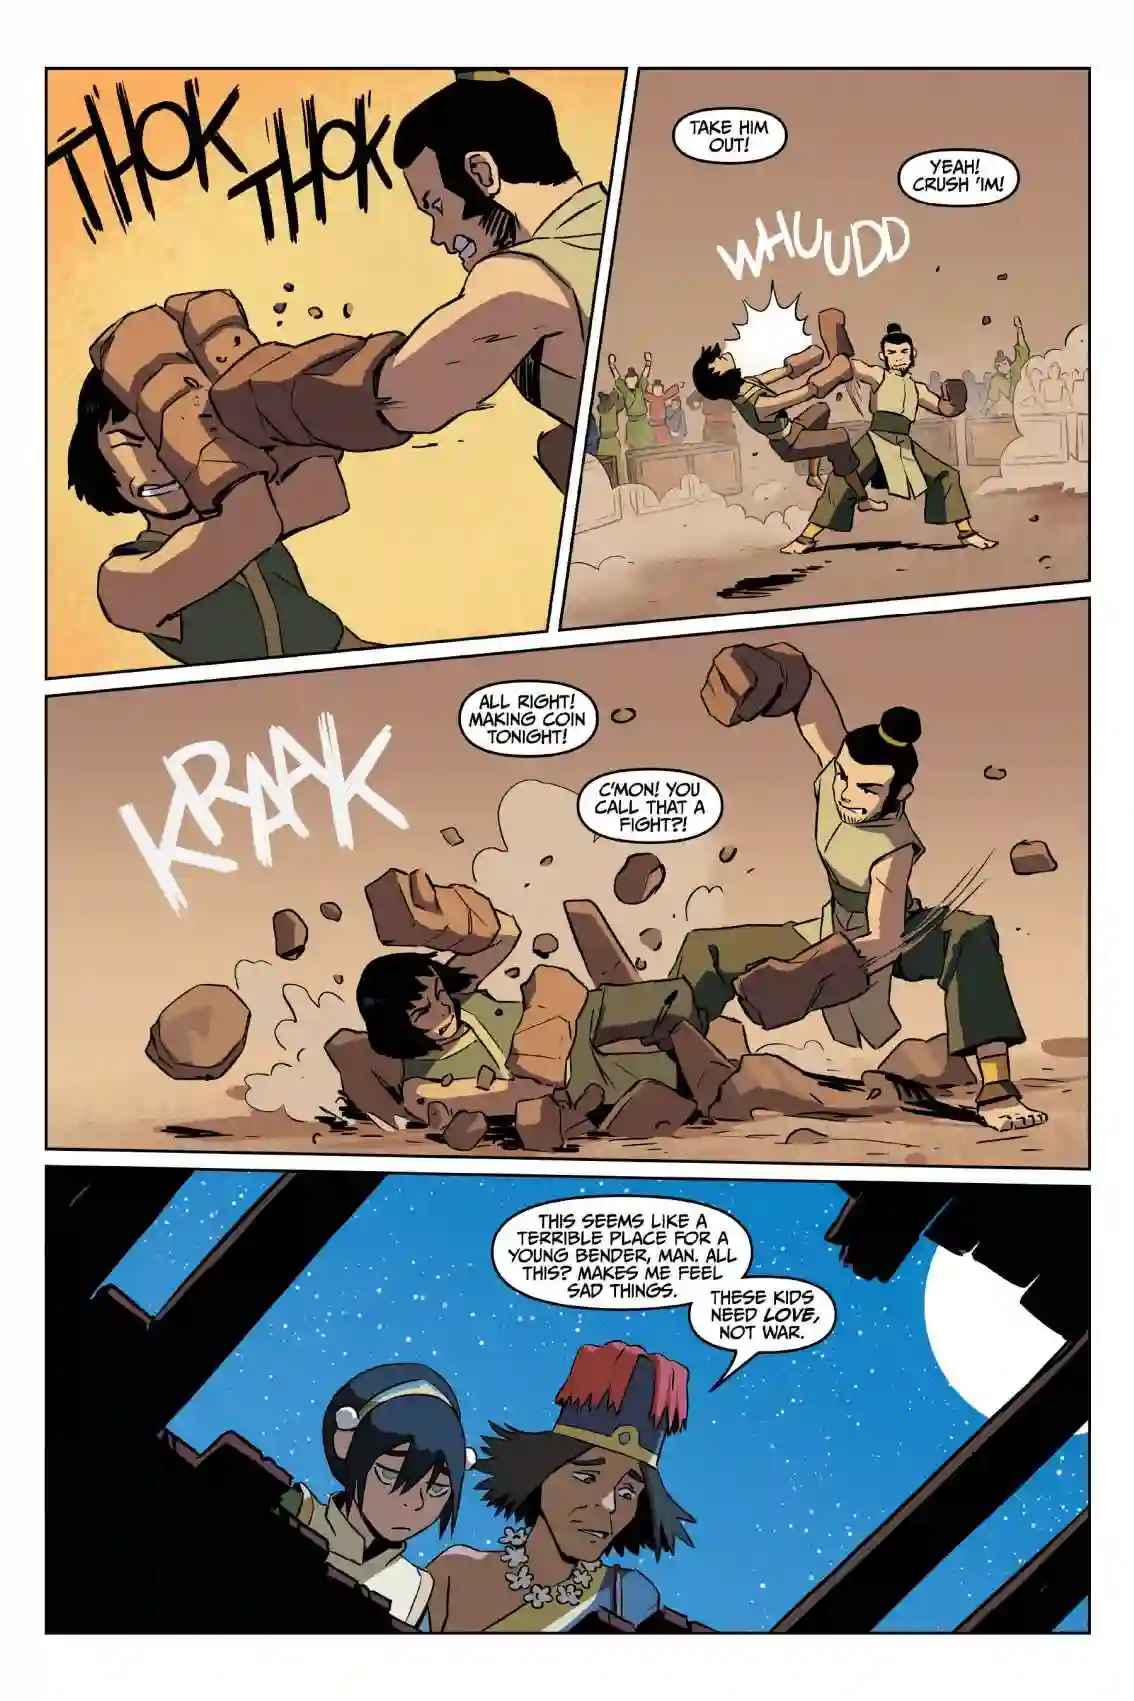 THOK
THOK
TAKE HIM
OUT!
YEAH!
CRUSH 'IM!
WHUUDD
KRAAAK
ALL RIGHT!
MAKING COIN
TONIGHT!
C'MON! YOU
CALL THAT A
FIGHT?!
THIS SEEMS LIKE A
TERRIBLE PLACE FOR A
YOUNG BENDER, MAN. ALL
THIS? MAKES ME FEEL
SAD THINGS.
THESE KIDS
NEED LOVE,
NOT WAR.